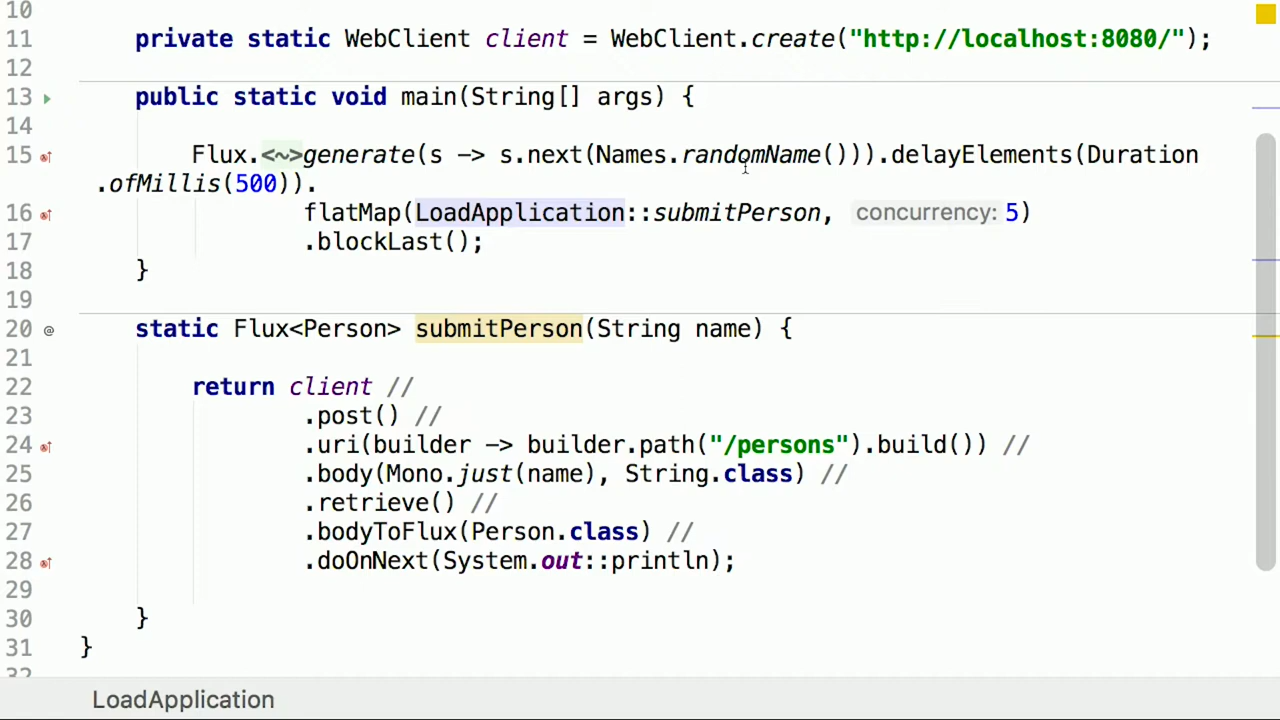 10
11 private static WebClient client = WebClient.create("http://localhost:8080/");
12
13 public static void main(String[] args) {
14
15 Flux.<~>generate(s -> s.next(Names.randomName())).delayElements(Duration
.ofMillis(500)).
16 flatMap(LoadApplication::submitPerson, concurrency: 5)
17 .blockLast();
18 }
19
20 @ static Flux<Person> submitPerson(String name) {
21
22 return client //
23 .post() //
24 .uri(builder -> builder.path("/persons").build()) //
25 .body(Mono.just(name), String.class) //
26 .retrieve() //
27 .bodyToFlux(Person.class) //
28 .doOnNext(System.out::println);
29
30 }
31 }
32
LoadApplication